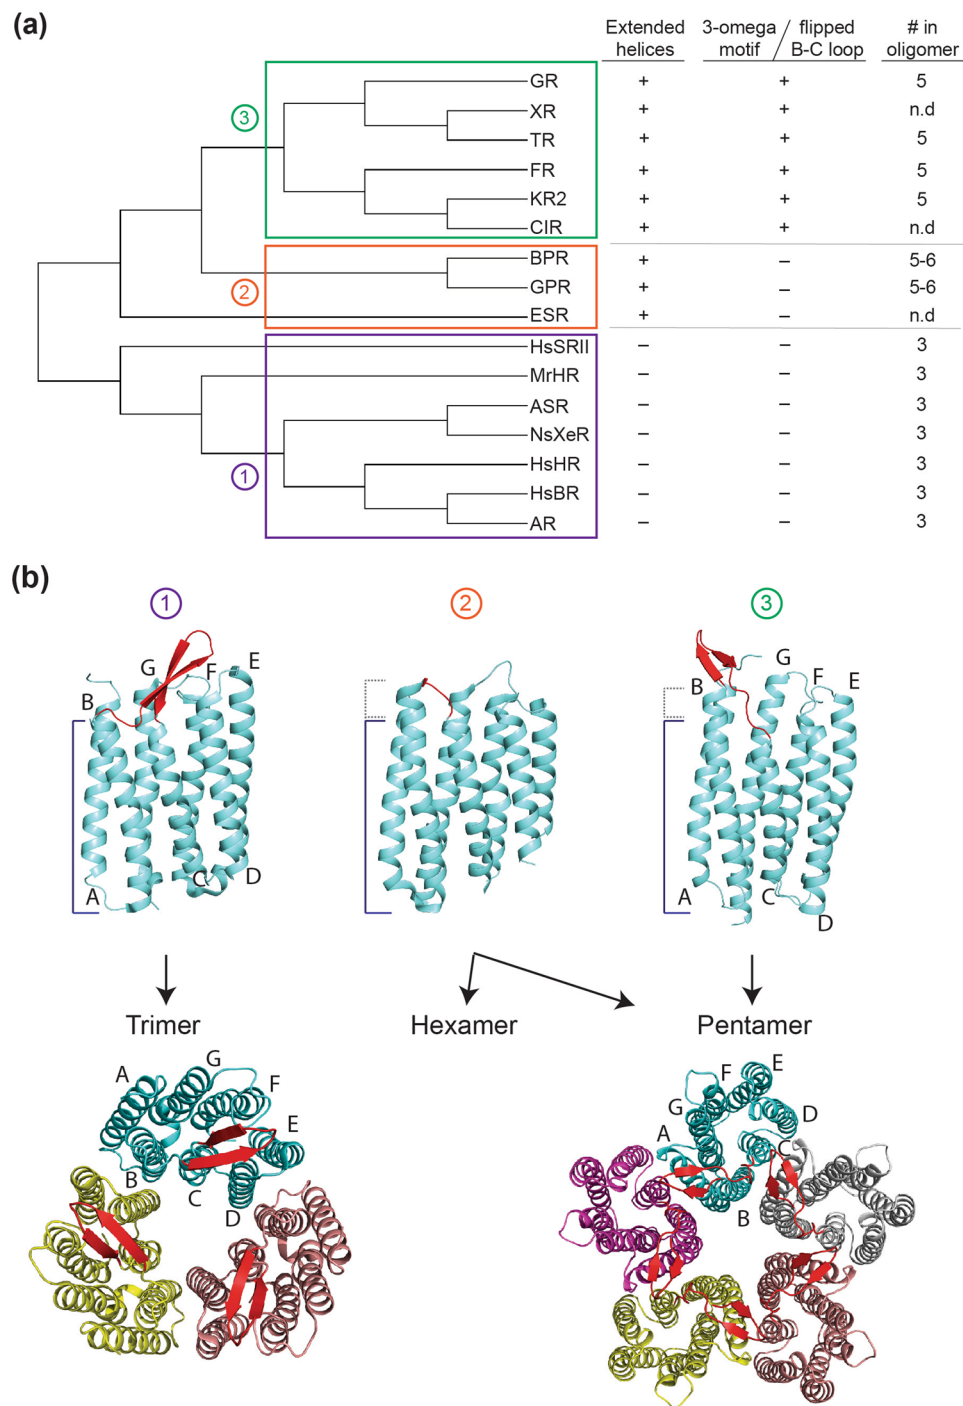 (a)
Extended helices
3-omega motif / flipped B-C loop
# in oligomer
3
GR + + 5
XR + + n.d
TR + + 5
FR + + 5
KR2 + + 5
CIR + + n.d
2
BPR + – 5-6
GPR + – 5-6
ESR + – n.d
1
HsSRII – – 3
MrHR – – 3
ASR – – 3
NsXeR – – 3
HsHR – – 3
HsBR – – 3
AR – – 3
(b)
1
2
3
G F E
B
A C D
B G F E
A C D
Trimer
Hexamer
Pentamer
A G F E
B C D
F E
G D
A C
B